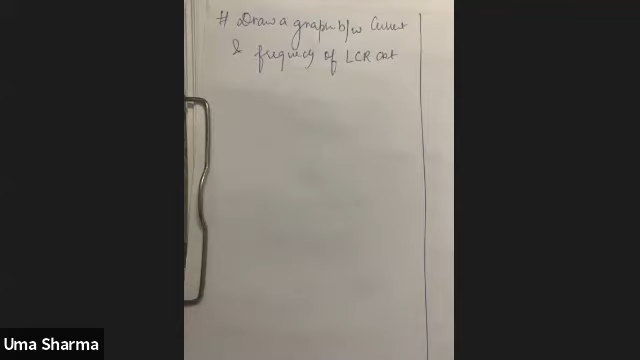 # Draw a graph b/w Current
& frequency of LCR ckt
Uma Sharma